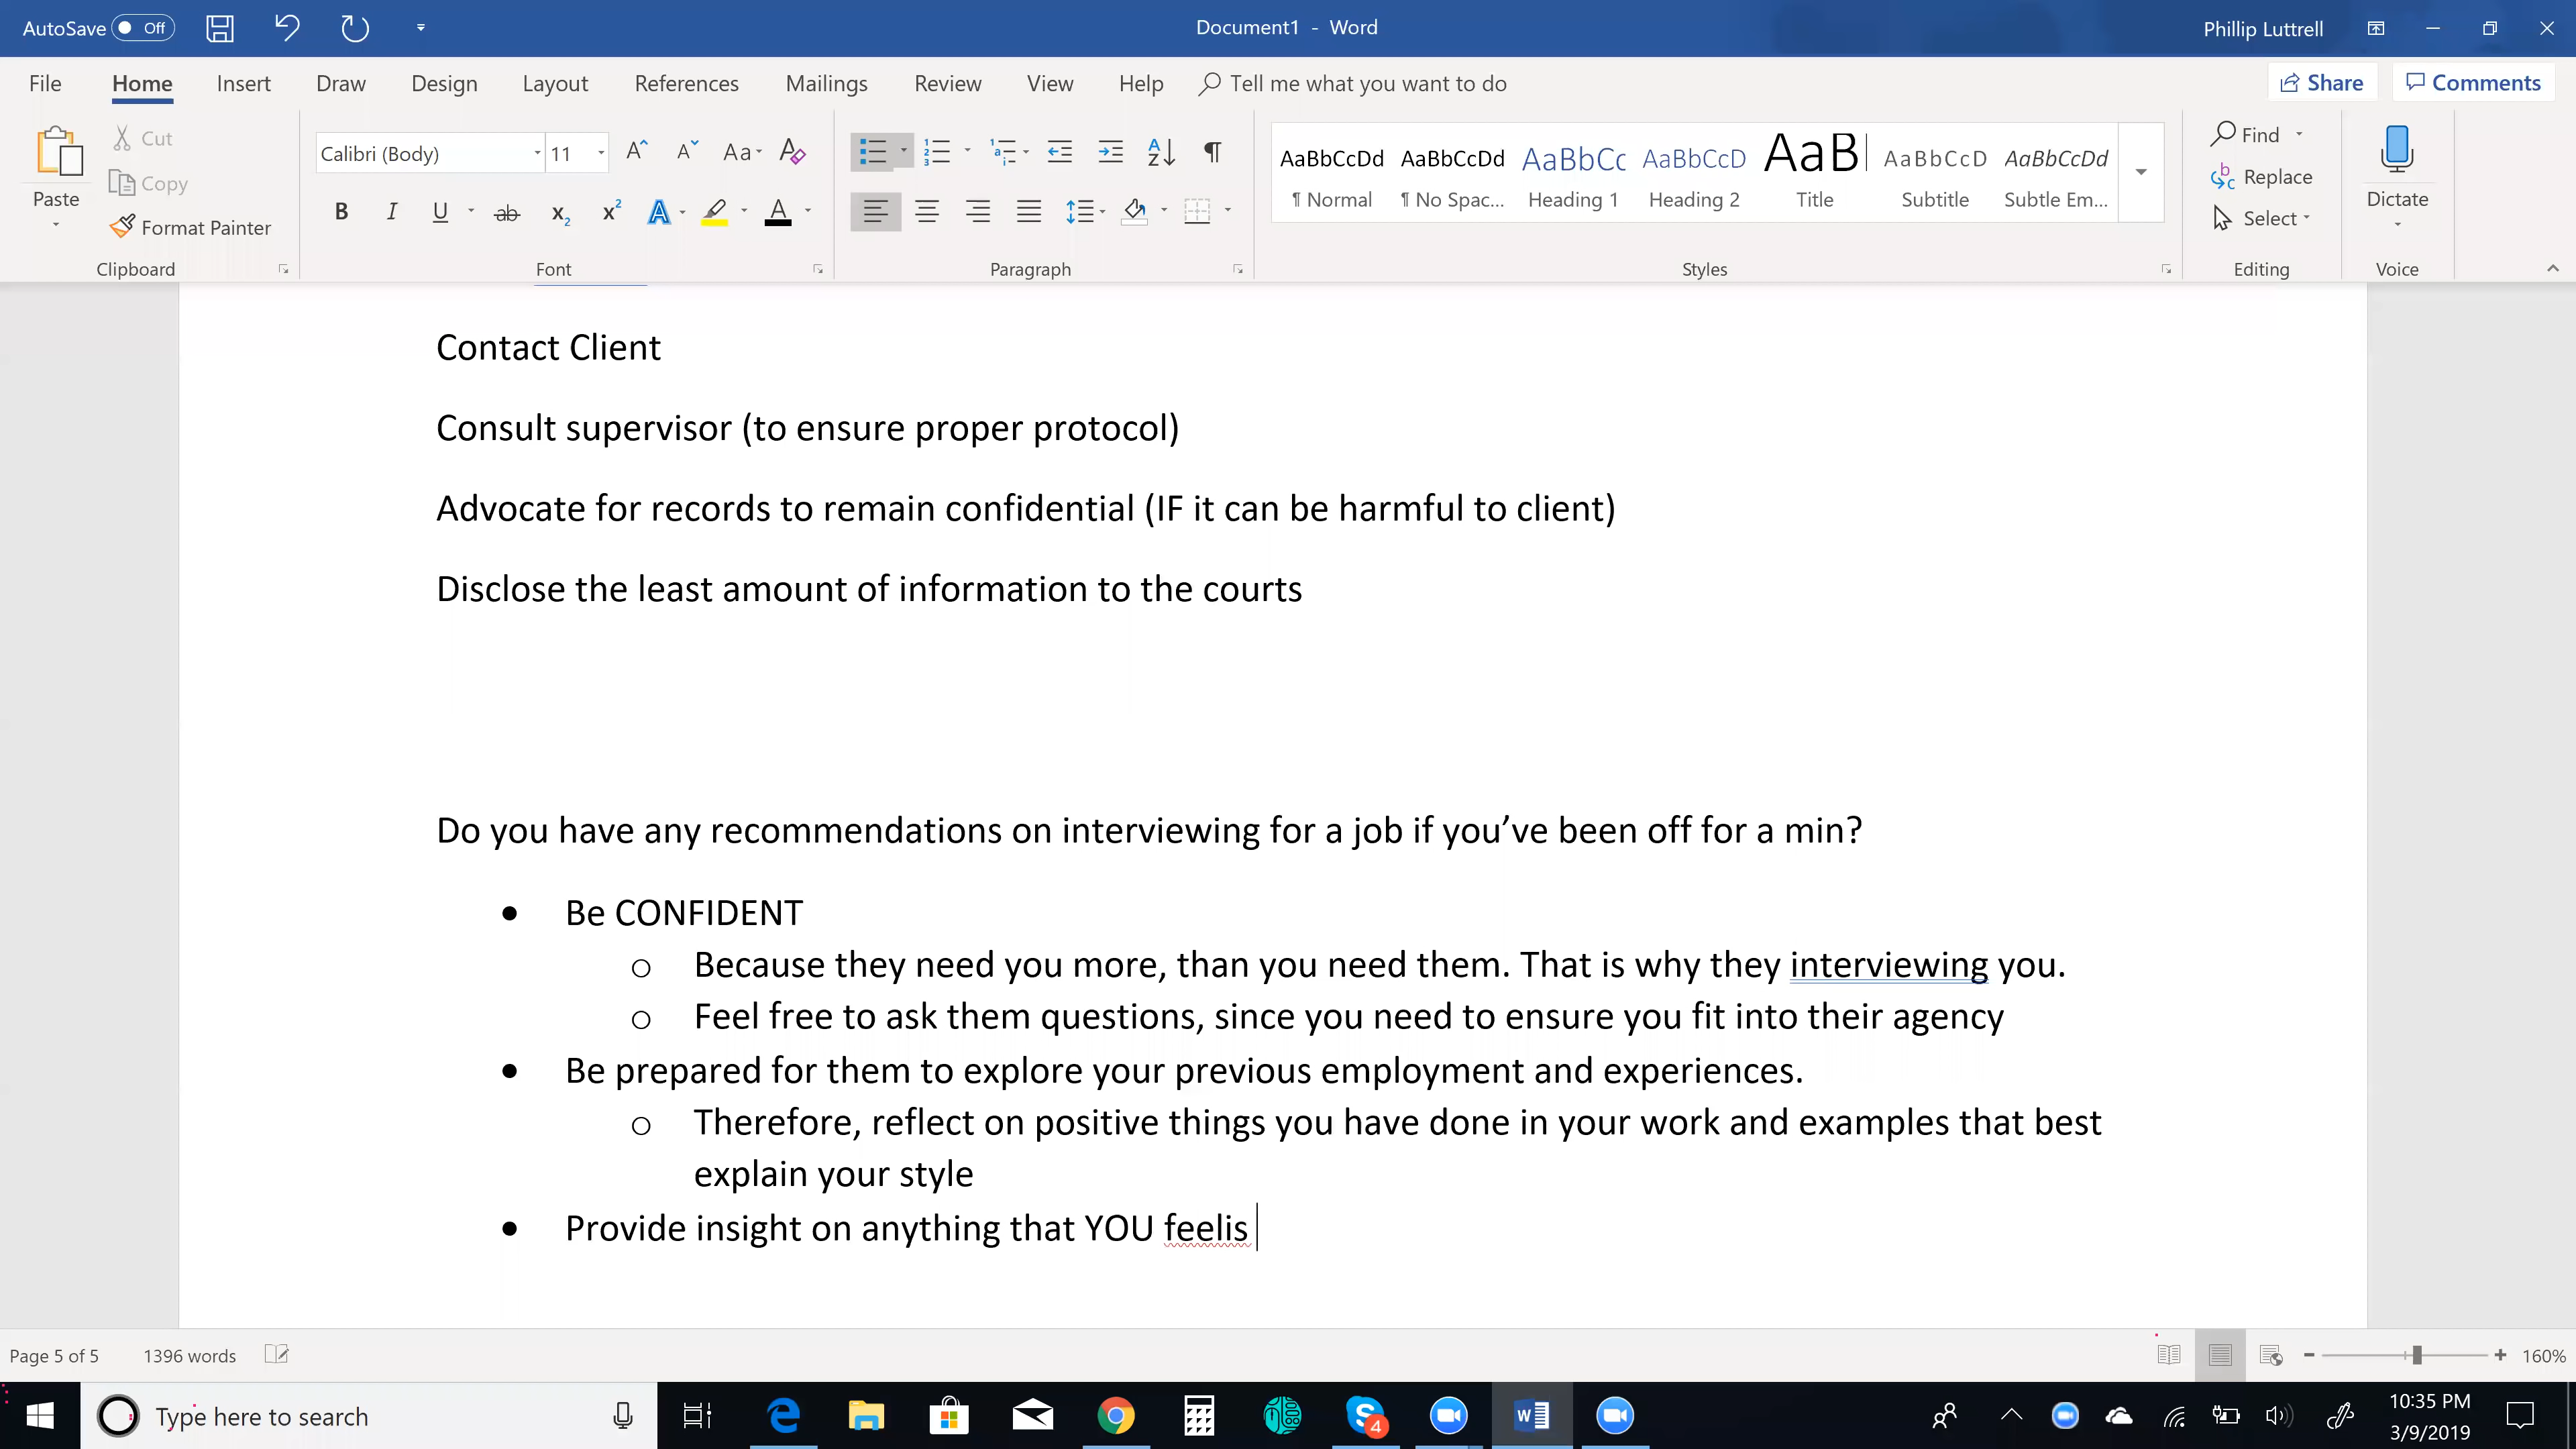 AutoSave Off Document1 - Word Phillip Luttrell
File Home Insert Draw Design Layout References Mailings Review View Help Tell me what you want to do Share Comments
Paste Cut Copy Format Painter Clipboard
Calibri (Body) 11 Font
Paragraph
AaBbCcDd AaBbCcDd AaBbCc AaBbCcD AaB AaBbCcD AaBbCcDd
¶ Normal ¶ No Spac... Heading 1 Heading 2 Title Subtitle Subtle Em...
Styles
Find Replace Select Editing
Dictate Voice
Contact Client
Consult supervisor (to ensure proper protocol)
Advocate for records to remain confidential (IF it can be harmful to client)
Disclose the least amount of information to the courts
Do you have any recommendations on interviewing for a job if you’ve been off for a min?
• Be CONFIDENT
o Because they need you more, than you need them. That is why they interviewing you.
o Feel free to ask them questions, since you need to ensure you fit into their agency
• Be prepared for them to explore your previous employment and experiences.
o Therefore, reflect on positive things you have done in your work and examples that best
explain your style
• Provide insight on anything that YOU feelis
Page 5 of 5 1396 words 160%
Type here to search 4 10:35 PM
3/9/2019